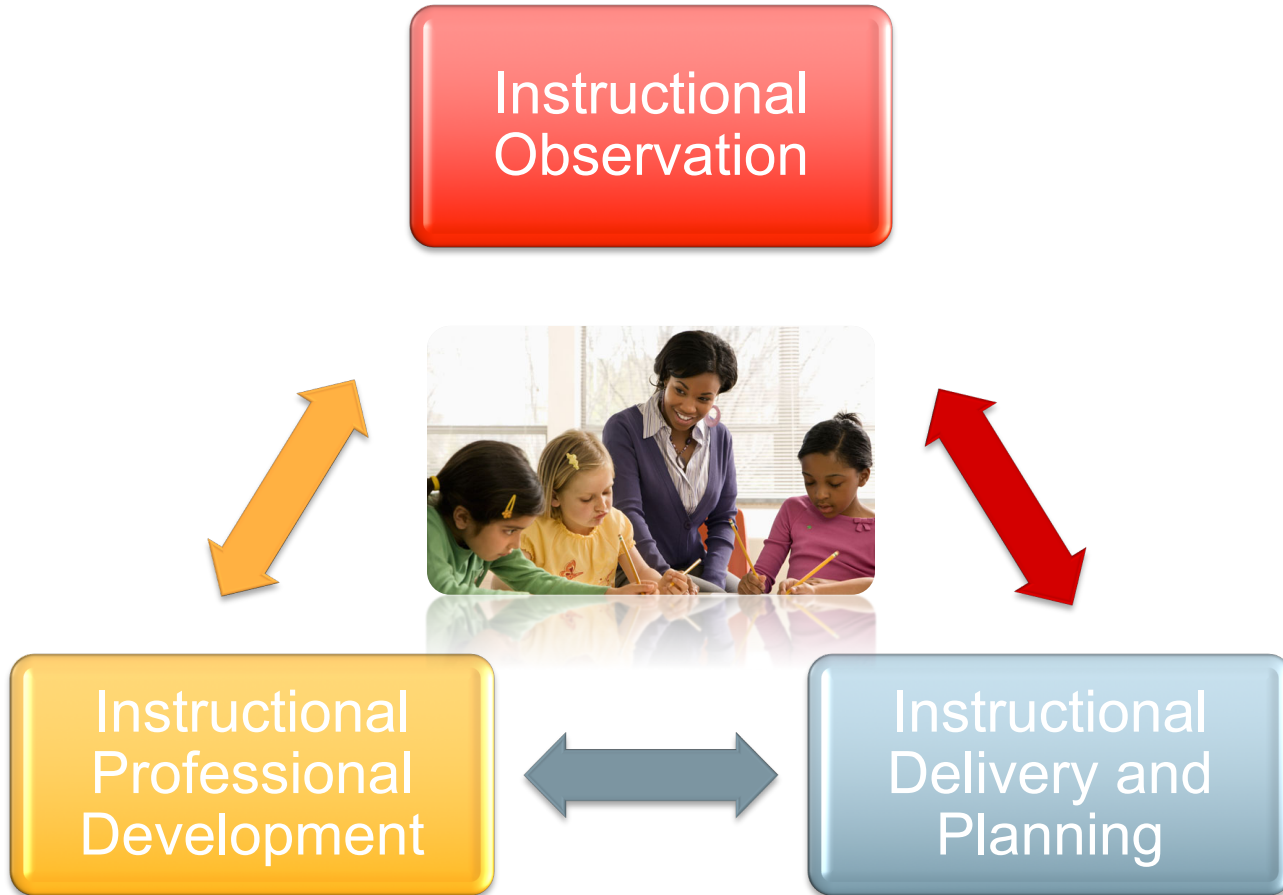 Instructional
Observation
Instructional
Professional
Development
Instructional
Delivery and
Planning